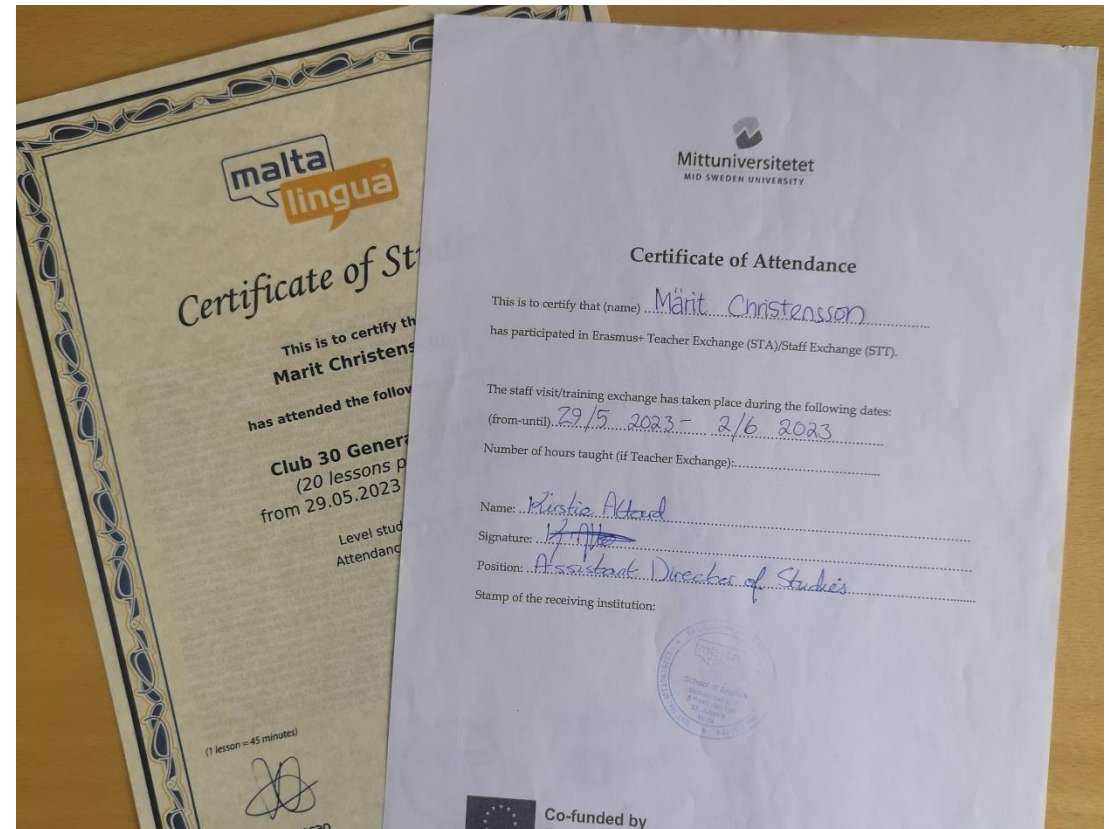 malta
lingua
Certificate of St
This is to certify th
Marit Christens
has attended the follow
Club 30 Genera
(20 lessons p
from 29.05.2023
Level stud
Attendanc
(1 lesson = 45 minutes)
Mittuniversitetet
MID SWEDEN UNIVERSITY
Certificate of Attendance
This is to certify that (name) Märit Christensson
has participated in Erasmus+ Teacher Exchange (STA)/Staff Exchange (STT).
The staff visit/training exchange has taken place during the following dates:
(from-until) 29/5 2023 - 2/6 2023
Number of hours taught (if Teacher Exchange):
Name: Kirstie Attard
Signature:
Position: Assistant Director of Studies
Stamp of the receiving institution:
School of English
Co-funded by